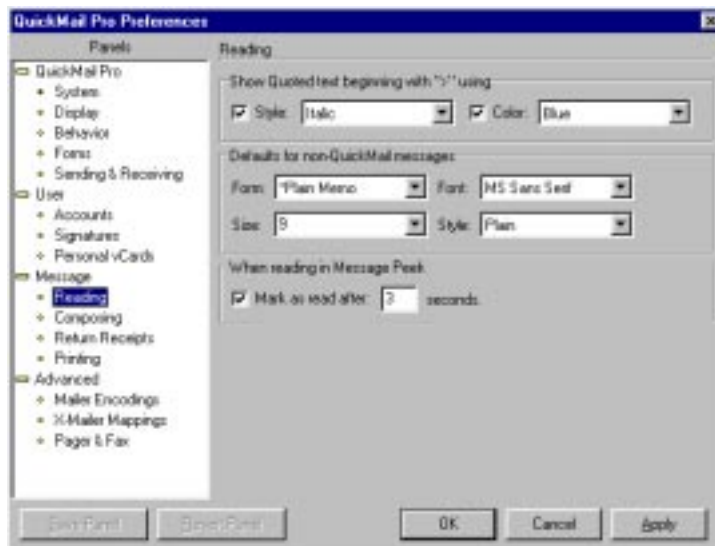 QuickMail Pro Preferences
Panels
QuickMail Pro
System
Display
Behavior
Forms
Sending & Receiving
User
Accounts
Signatures
Personal vCards
Message
Reading
Composing
Return Receipts
Printing
Advanced
Mailer Encodings
X-Mailer Mappings
Pager & Fax
Reading
Show Quoted text beginning with ">" using
Style: Italic Color: Blue
Defaults for non-QuickMail messages
Form: *Plain Memo Font: MS Sans Serif
Size: 9 Style: Plain
When reading in Message Peek
Mark as read after: 3 seconds.
Panel Panel OK Cancel Apply